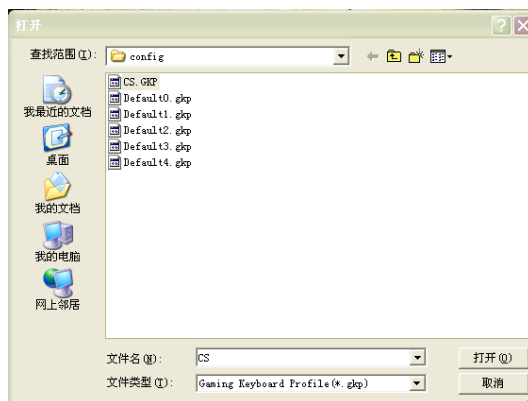 打开
查找范围(I):
config
CS.GKP
Default0.gkp
Default1.gkp
Default2.gkp
Default3.gkp
Default4.gkp
我最近的文档
桌面
我的文档
我的电脑
网上邻居
文件名(N):
CS
打开(O)
文件类型(T):
Gaming Keyboard Profile(*.gkp)
取消